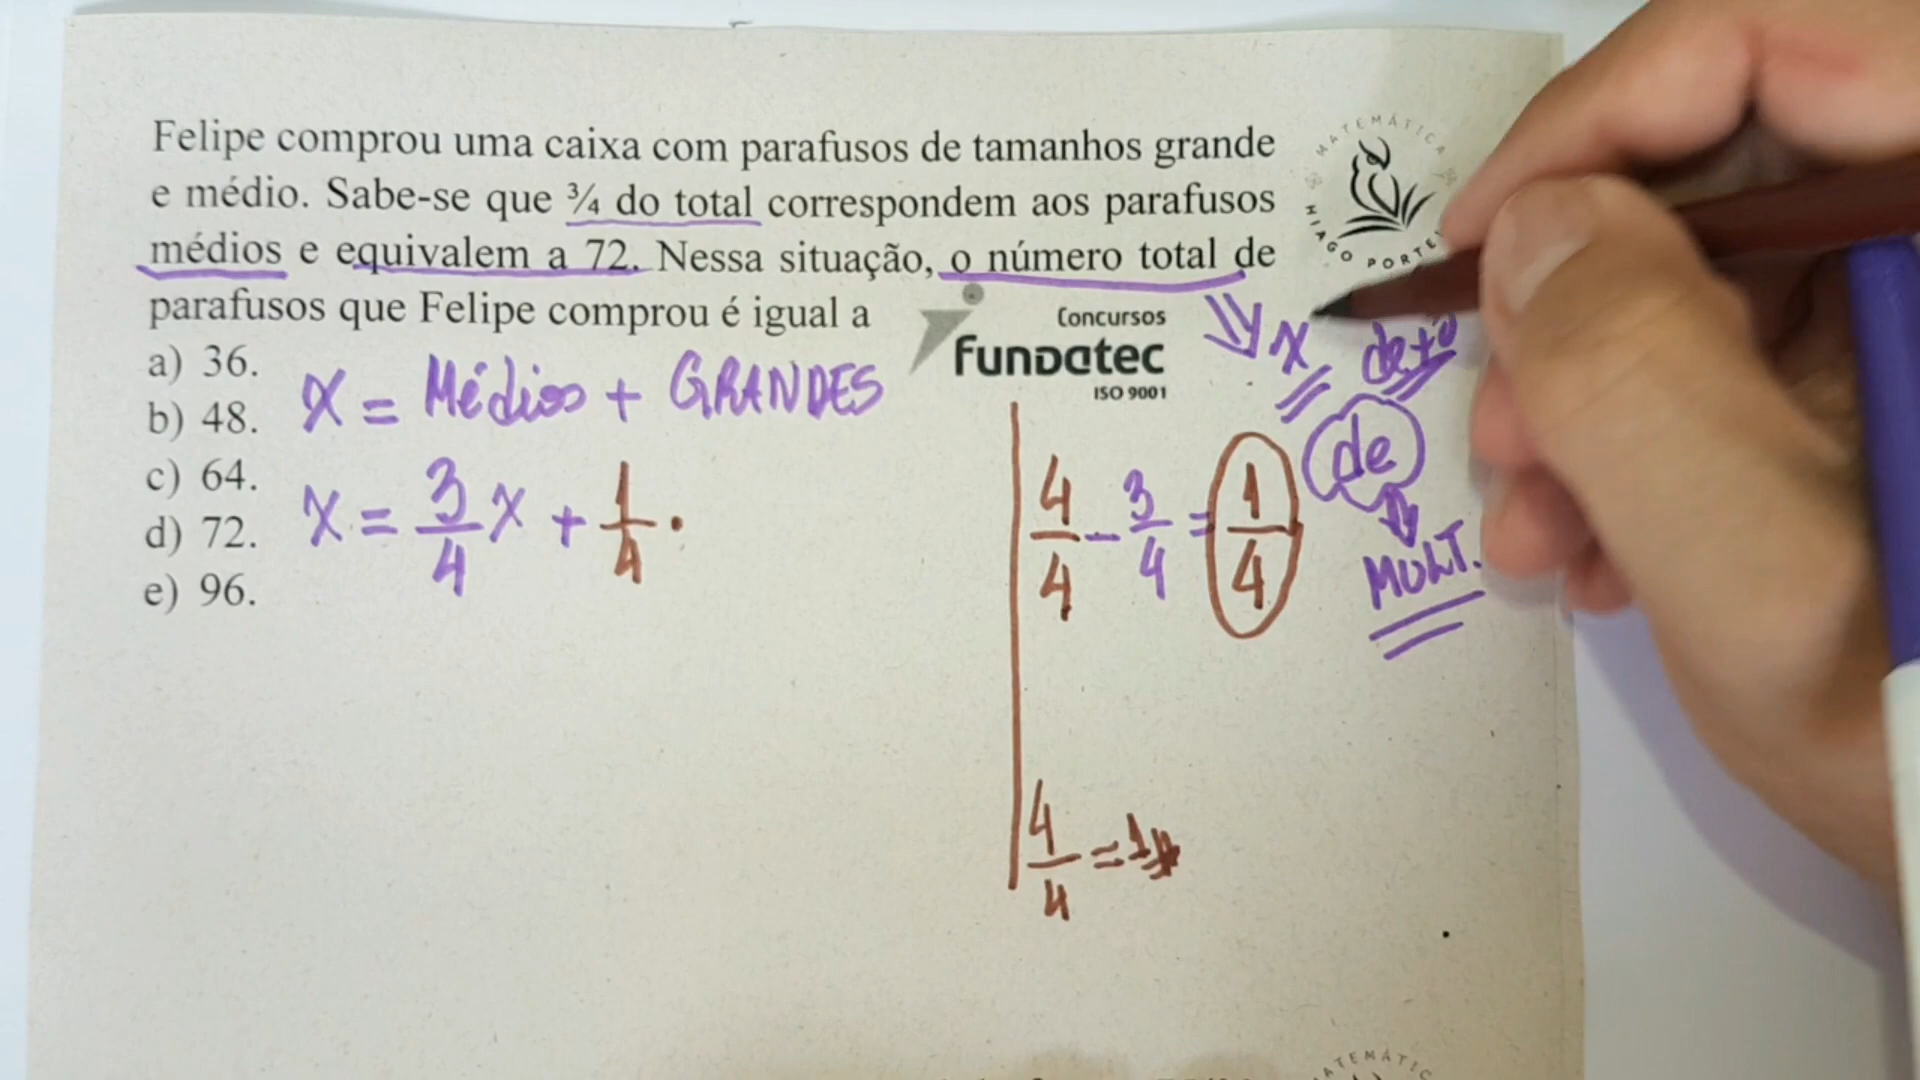 Felipe comprou uma caixa com parafusos de tamanhos grande
e médio. Sabe-se que ¾ do total correspondem aos parafusos
médios e equivalem a 72. Nessa situação, o número total de
parafusos que Felipe comprou é igual a
a) 36.
b) 48.
c) 64.
d) 72.
e) 96.
MATEMÁTICA
HIAGO PORTE
Concursos
FUNDATEC
ISO 9001
x
de
MULT.
x = Médios + GRANDES
x = 3/4 x + 1/4 ·
4/4 - 3/4 = 1/4
4/4 = 1